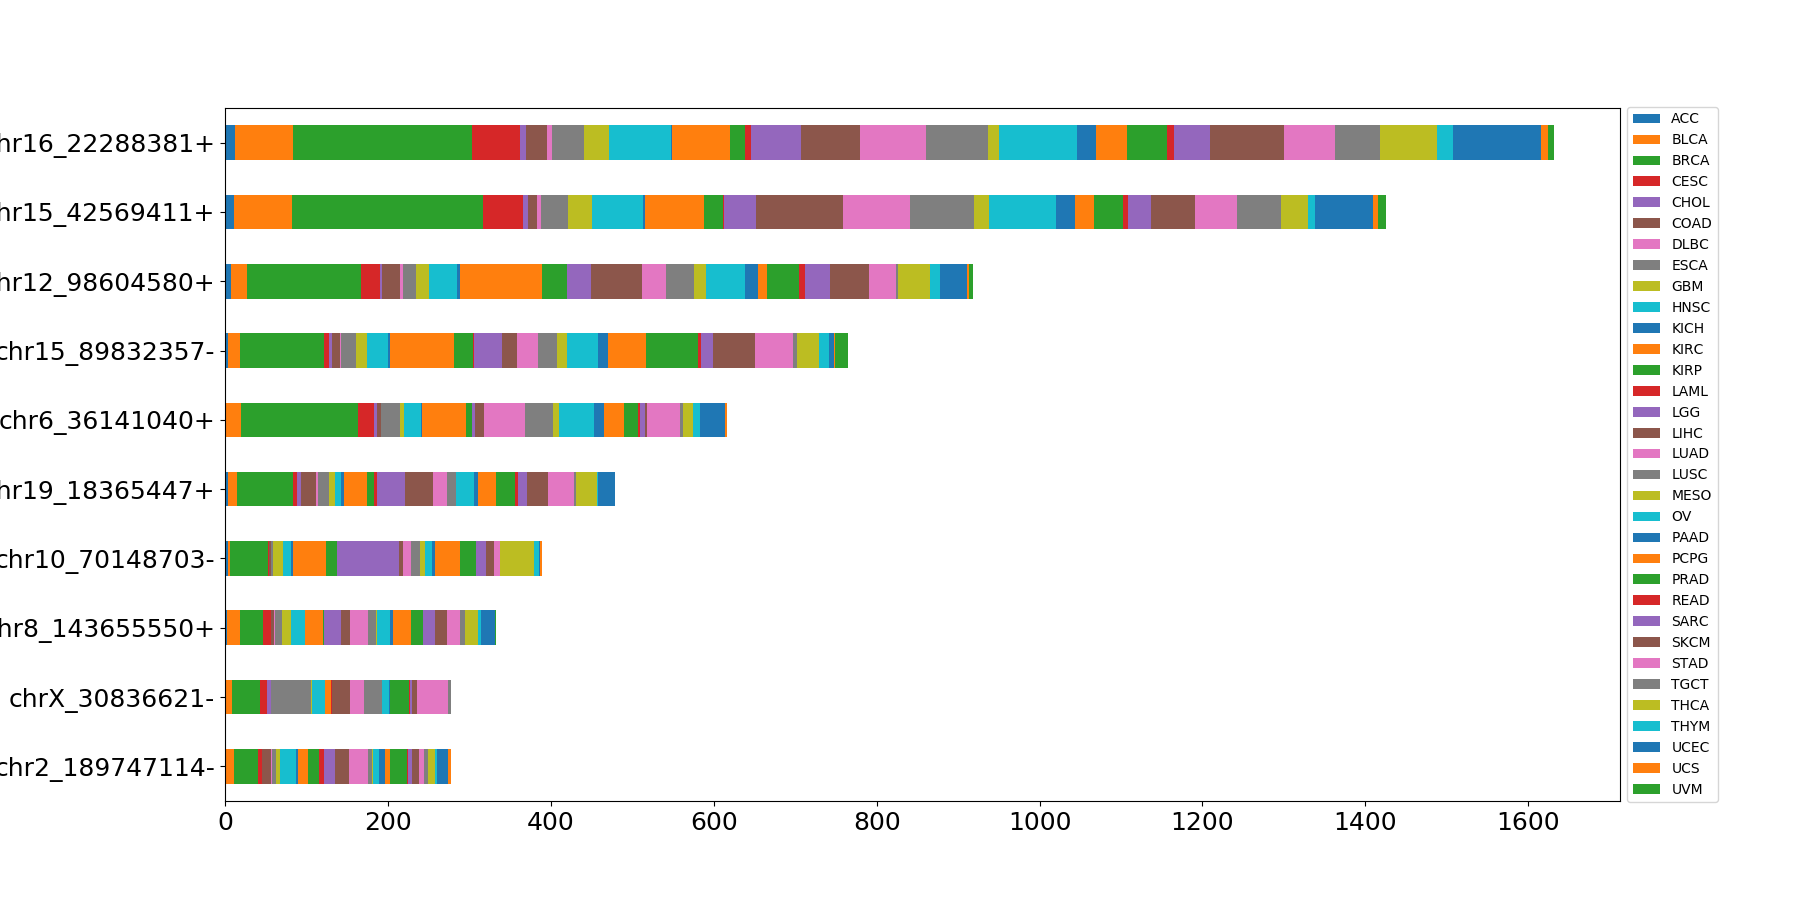 hr16_22288381+
hr15_42569411+
hr12_98604580+
chr15_89832357-
chr6_36141040+
hr19_18365447+
chr10_70148703-
hr8_143655550+
chrX_30836621-
chr2_189747114-
0 200 400 600 800 1000 1200 1400 1600
ACC
BLCA
BRCA
CESC
CHOL
COAD
DLBC
ESCA
GBM
HNSC
KICH
KIRC
KIRP
LAML
LGG
LIHC
LUAD
LUSC
MESO
OV
PAAD
PCPG
PRAD
READ
SARC
SKCM
STAD
TGCT
THCA
THYM
UCEC
UCS
UVM